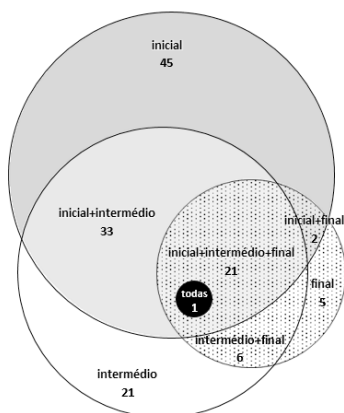 inicial
45
inicial+intermédio
33
inicial+final
2
inicial+intermédio+final
21
final
5
todas
1
intermédio+final
6
intermédio
21